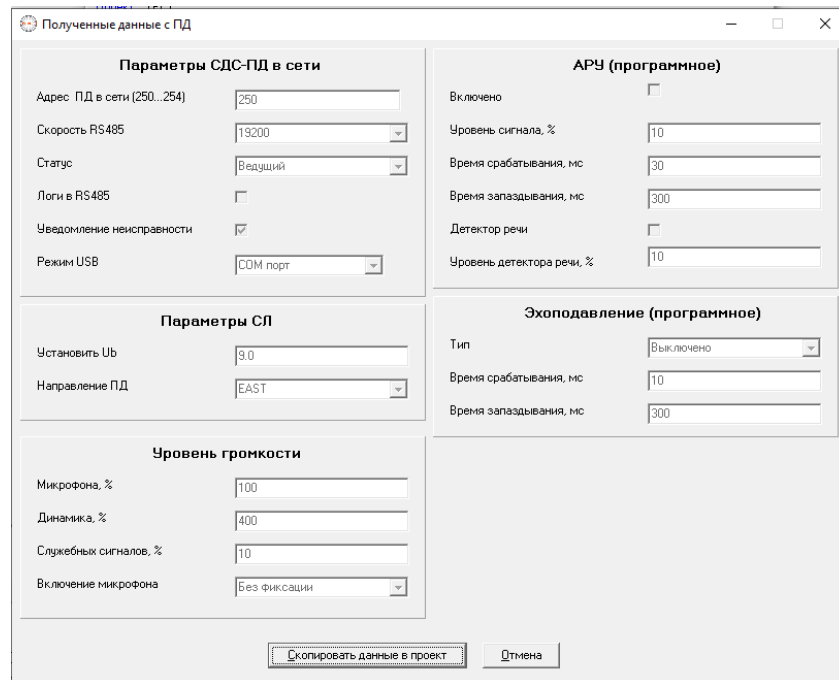 Полученные данные с ПД
Параметры СДС-ПД в сети
Адрес ПД в сети (250...254)
250
Скорость RS485
19200
Статус
Ведущий
Логи в RS485
Уведомление неисправности
Режим USB
COM порт
Параметры СЛ
Установить Ub
9.0
Направление ПД
EAST
Уровень громкости
Микрофона, %
100
Динамика, %
400
Служебных сигналов, %
10
Включение микрофона
Без фиксации
АРУ (программное)
Включено
Уровень сигнала, %
10
Время срабатывания, мс
30
Время запаздывания, мс
300
Детектор речи
Уровень детектора речи, %
10
Эхоподавление (программное)
Тип
Выключено
Время срабатывания, мс
10
Время запаздывания, мс
300
Скопировать данные в проект
Отмена